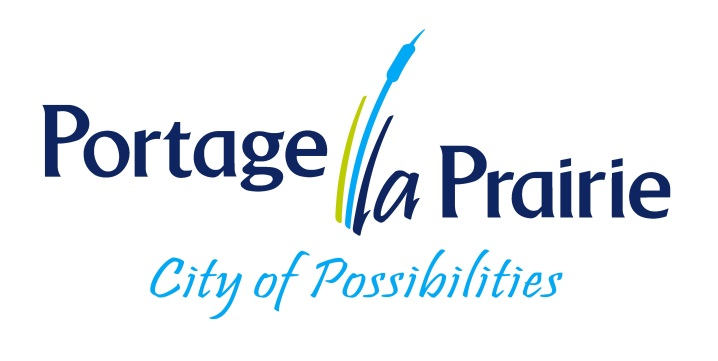 Portage la Prairie
City of Possibilities